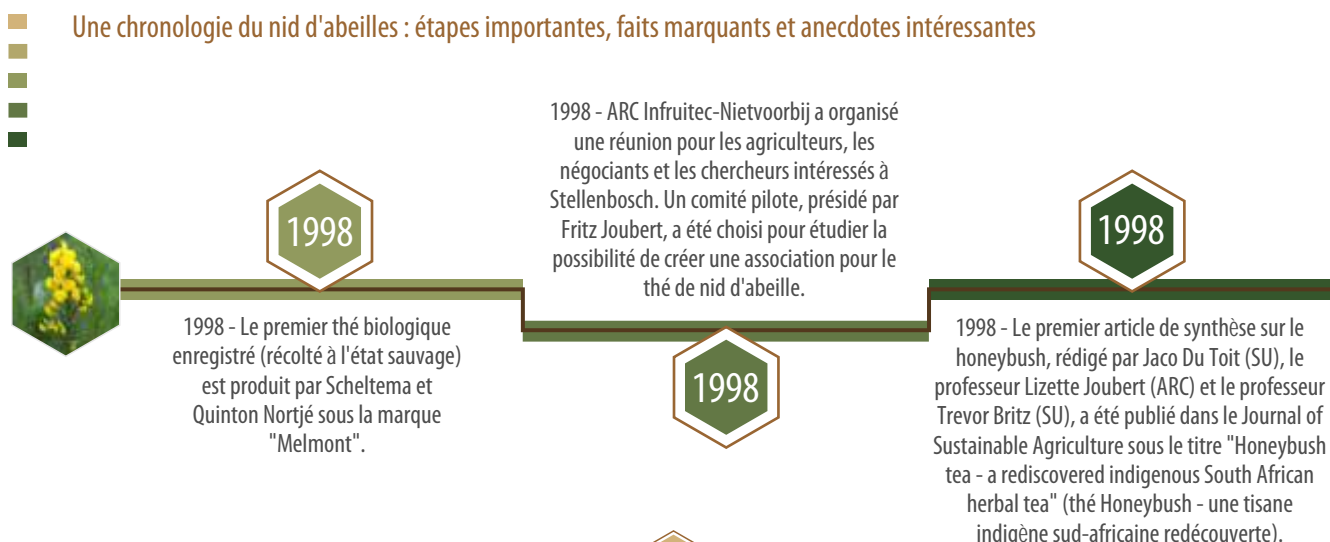 Une chronologie du nid d'abeilles : étapes importantes, faits marquants et anecdotes intéressantes
1998
1998 - Le premier thé biologique
enregistré (récolté à l'état sauvage)
est produit par Scheltema et
Quinton Nortjé sous la marque
"Melmont".
1998 - ARC Infruitec-Nietvoorbij a organisé
une réunion pour les agriculteurs, les
négociants et les chercheurs intéressés à
Stellenbosch. Un comité pilote, présidé par
Fritz Joubert, a été choisi pour étudier la
possibilité de créer une association pour le
thé de nid d'abeille.
1998
1998
1998 - Le premier article de synthèse sur le
honeybush, rédigé par Jaco Du Toit (SU), le
professeur Lizette Joubert (ARC) et le professeur
Trevor Britz (SU), a été publié dans le Journal of
Sustainable Agriculture sous le titre "Honeybush
tea - a rediscovered indigenous South African
herbal tea" (thé Honeybush - une tisane
indigène sud-africaine redécouverte).